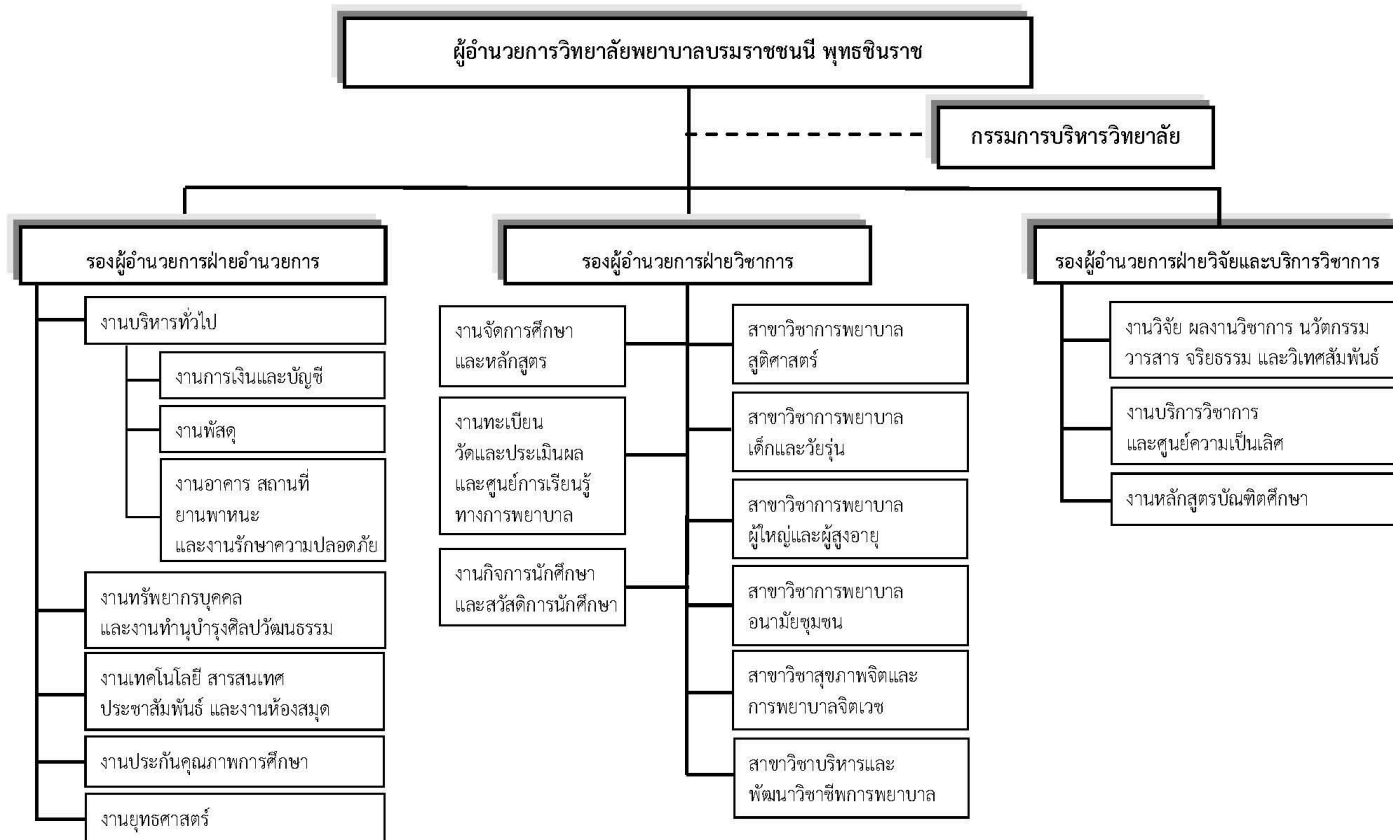 ผู้อำนวยการวิทยาลัยพยาบาลบรมราชชนนี พุทธชินราช
กรรมการบริหารวิทยาลัย
รองผู้อำนวยการฝ่ายอำนวยการ
งานบริหารทั่วไป
งานการเงินและบัญชี
งานพัสดุ
งานอาคาร สถานที่
ยานพาหนะ
และงานรักษาความปลอดภัย
งานทรัพยากรบุคคล
และงานทำนุบำรุงศิลปวัฒนธรรม
งานเทคโนโลยี สารสนเทศ
ประชาสัมพันธ์ และงานห้องสมุด
งานประกันคุณภาพการศึกษา
งานยุทธศาสตร์
รองผู้อำนวยการฝ่ายวิชาการ
งานจัดการศึกษา
และหลักสูตร
งานทะเบียน
วัดและประเมินผล
และศูนย์การเรียนรู้
ทางการพยาบาล
งานกิจการนักศึกษา
และสวัสดิการนักศึกษา
สาขาวิชาการพยาบาล
สูติศาสตร์
สาขาวิชาการพยาบาล
เด็กและวัยรุ่น
สาขาวิชาการพยาบาล
ผู้ใหญ่และผู้สูงอายุ
สาขาวิชาการพยาบาล
อนามัยชุมชน
สาขาวิชาสุขภาพจิตและ
การพยาบาลจิตเวช
สาขาวิชาบริหารและ
พัฒนาวิชาชีพการพยาบาล
รองผู้อำนวยการฝ่ายวิจัยและบริการวิชาการ
งานวิจัย ผลงานวิชาการ นวัตกรรม
วารสาร จริยธรรม และวิเทศสัมพันธ์
งานบริการวิชาการ
และศูนย์ความเป็นเลิศ
งานหลักสูตรบัณฑิตศึกษา